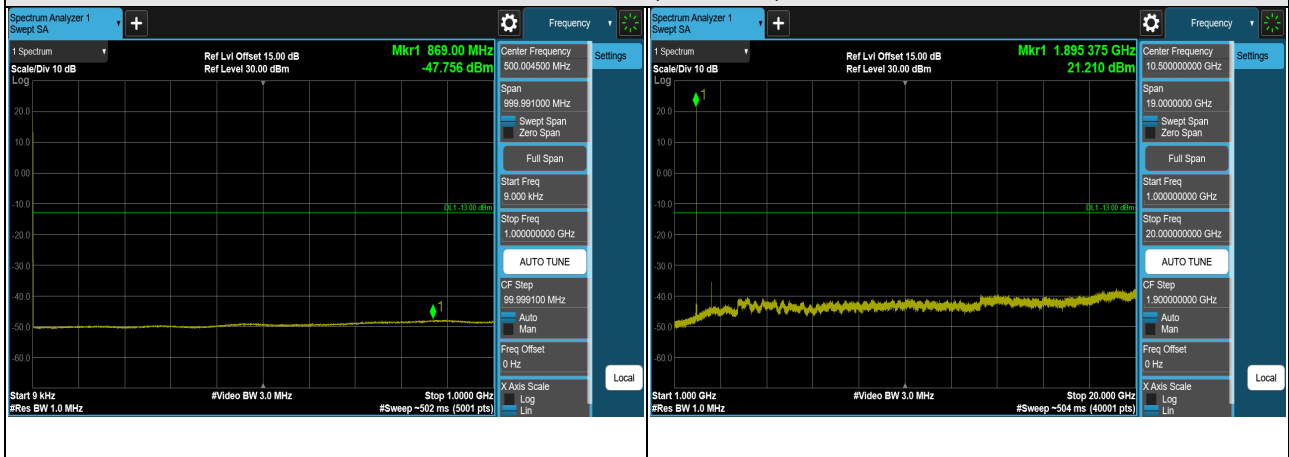 Spectrum Analyzer 1
Swept SA
+
Frequency
1 Spectrum
Scale/Div 10 dB
Log
Ref Lvl Offset 15.00 dB
Ref Level 30.00 dBm
Mkr1 869.00 MHz
-47.756 dBm
20.0
10.0
0.00
-10.0
-20.0
-30.0
-40.0
-50.0
-60.0
DL1 -13.00 dBm
1
Start 9 kHz
#Res BW 1.0 MHz
#Video BW 3.0 MHz
Stop 1.0000 GHz
#Sweep ~502 ms (5001 pts)
Center Frequency
500.004500 MHz
Span
999.991000 MHz
Swept Span
Zero Span
Full Span
Start Freq
9.000 kHz
Stop Freq
1.000000000 GHz
AUTO TUNE
CF Step
99.999100 MHz
Auto
Man
Freq Offset
0 Hz
X Axis Scale
Log
Lin
Settings
Local
Spectrum Analyzer 1
Swept SA
+
Frequency
1 Spectrum
Scale/Div 10 dB
Log
Ref Lvl Offset 15.00 dB
Ref Level 30.00 dBm
Mkr1 1.895 375 GHz
21.210 dBm
1
20.0
10.0
0.00
-10.0
-20.0
-30.0
-40.0
-50.0
-60.0
DL1 -13.00 dBm
Start 1.000 GHz
#Res BW 1.0 MHz
#Video BW 3.0 MHz
Stop 20.000 GHz
#Sweep ~504 ms (40001 pts)
Center Frequency
10.500000000 GHz
Span
19.0000000 GHz
Swept Span
Zero Span
Full Span
Start Freq
1.000000000 GHz
Stop Freq
20.000000000 GHz
AUTO TUNE
CF Step
1.900000000 GHz
Auto
Man
Freq Offset
0 Hz
X Axis Scale
Log
Lin
Settings
Local